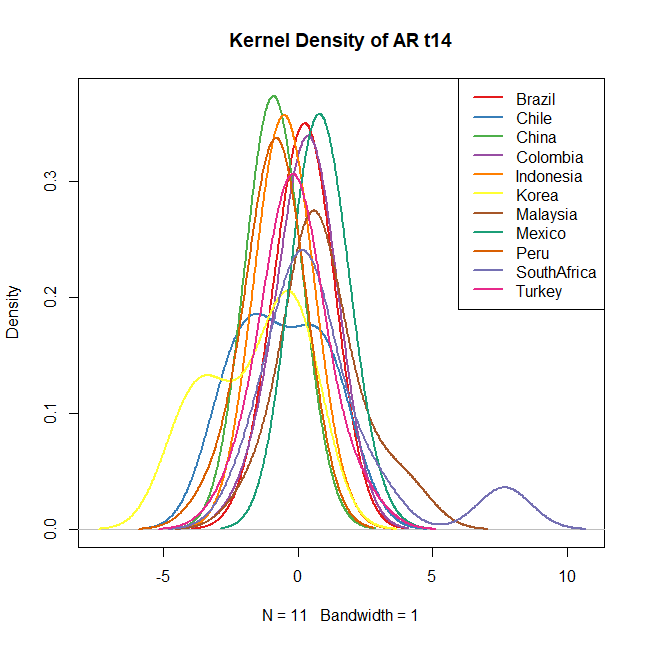 Kernel Density of AR t14
Brazil
Chile
China
Colombia
Indonesia
Korea
Malaysia
Mexico
Peru
SouthAfrica
Turkey
Density
0.3
0.2
0.1
0.0
-5
0
5
10
N = 11   Bandwidth = 1